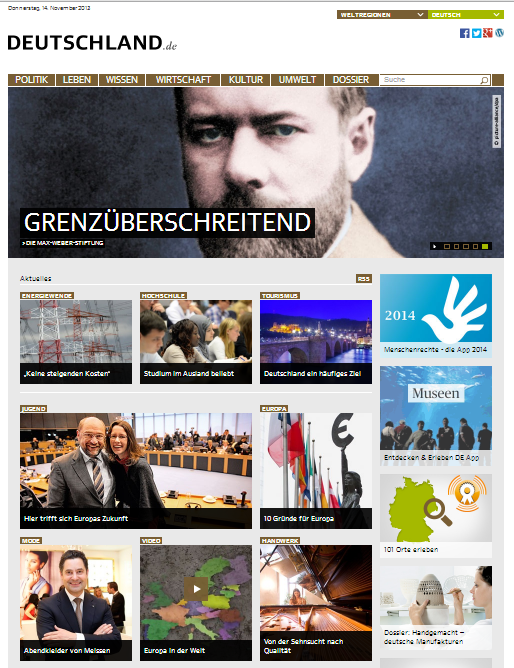 Donnerstag, 14. November 2013
WELTREGIONEN
DEUTSCH
DEUTSCHLAND.de
POLITIK
LEBEN
WISSEN
WIRTSCHAFT
KULTUR
UMWELT
DOSSIER
Suche
© picture-alliance/dpa
GRENZÜBERSCHREITEND
> DIE MAX-WEBER-STIFTUNG
Aktuelles
RSS
ENERGIEWENDE
„Keine steigenden Kosten“
HOCHSCHULE
Studium im Ausland beliebt
TOURISMUS
Deutschland ein häufiges Ziel
2014
Menschenrechte - die App 2014
Museen
Entdecken & Erleben DE App
JUGEND
Hier trifft sich Europas Zukunft
EUROPA
10 Gründe für Europa
101 Orte erleben
MODE
Abendkleider von Meissen
VIDEO
Europa in der Welt
HANDWERK
Von der Sehnsucht nach
Qualität
Dossier: Handgemacht –
deutsche Manufakturen